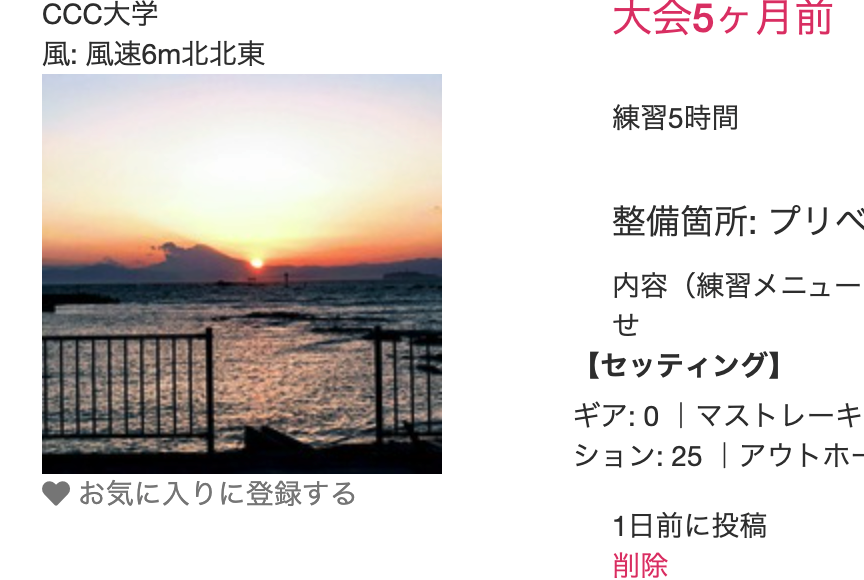 CCC大学
風: 風速6m北北東
お気に入りに登録する
大会5ヶ月前
練習5時間
整備箇所: プリベ
内容（練習メニュー
せ
【セッティング】
ギア: 0 ｜マストレーキ
ション: 25 ｜アウトホー
1日前に投稿
削除